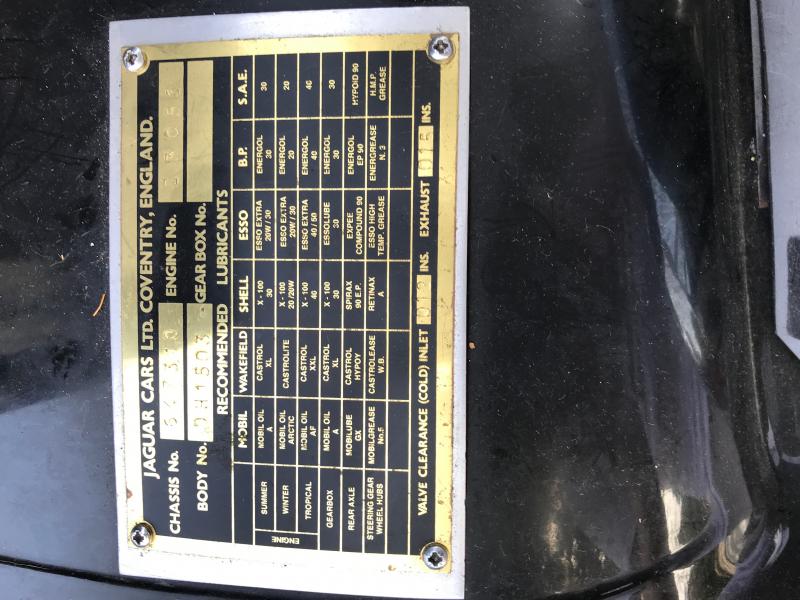 JAGUAR CARS LTD. COVENTRY, ENGLAND.
CHASSIS No. 647310 ENGINE No.
BODY No. DH1503 GEAR BOX No.
RECOMMENDED LUBRICANTS
MOBIL WAKEFIELD SHELL ESSO B.P. S.A.E.
ENGINE
SUMMER MOBIL OIL A CASTROL XL X-100 30 ESSO EXTRA 20W/30 ENERGOL 30 30
WINTER MOBIL OIL ARCTIC CASTROLITE X-100 20/20W ESSO EXTRA 20W/30 ENERGOL 20 20
TROPICAL MOBIL OIL AF CASTROL XXL X-100 40 ESSO EXTRA 40/50 ENERGOL 40 40
GEARBOX MOBIL OIL A CASTROL XL X-100 30 ESSOLUBE 30 ENERGOL 30 30
REAR AXLE MOBILUBE GX CASTROL HYPOY SPIRAX 90 E.P. EXPEE COMPOUND 90 ENERGOL EP 90 HYPOID 90
STEERING GEAR WHEEL HUBS MOBILGREASE No.5 CASTROLEASE W.B. RETINAX A ESSO HIGH TEMP. GREASE ENERGREASE N. 3 H.M.P. GREASE
VALVE CLEARANCE (COLD) INLET 012 INS. EXHAUST 015 INS.